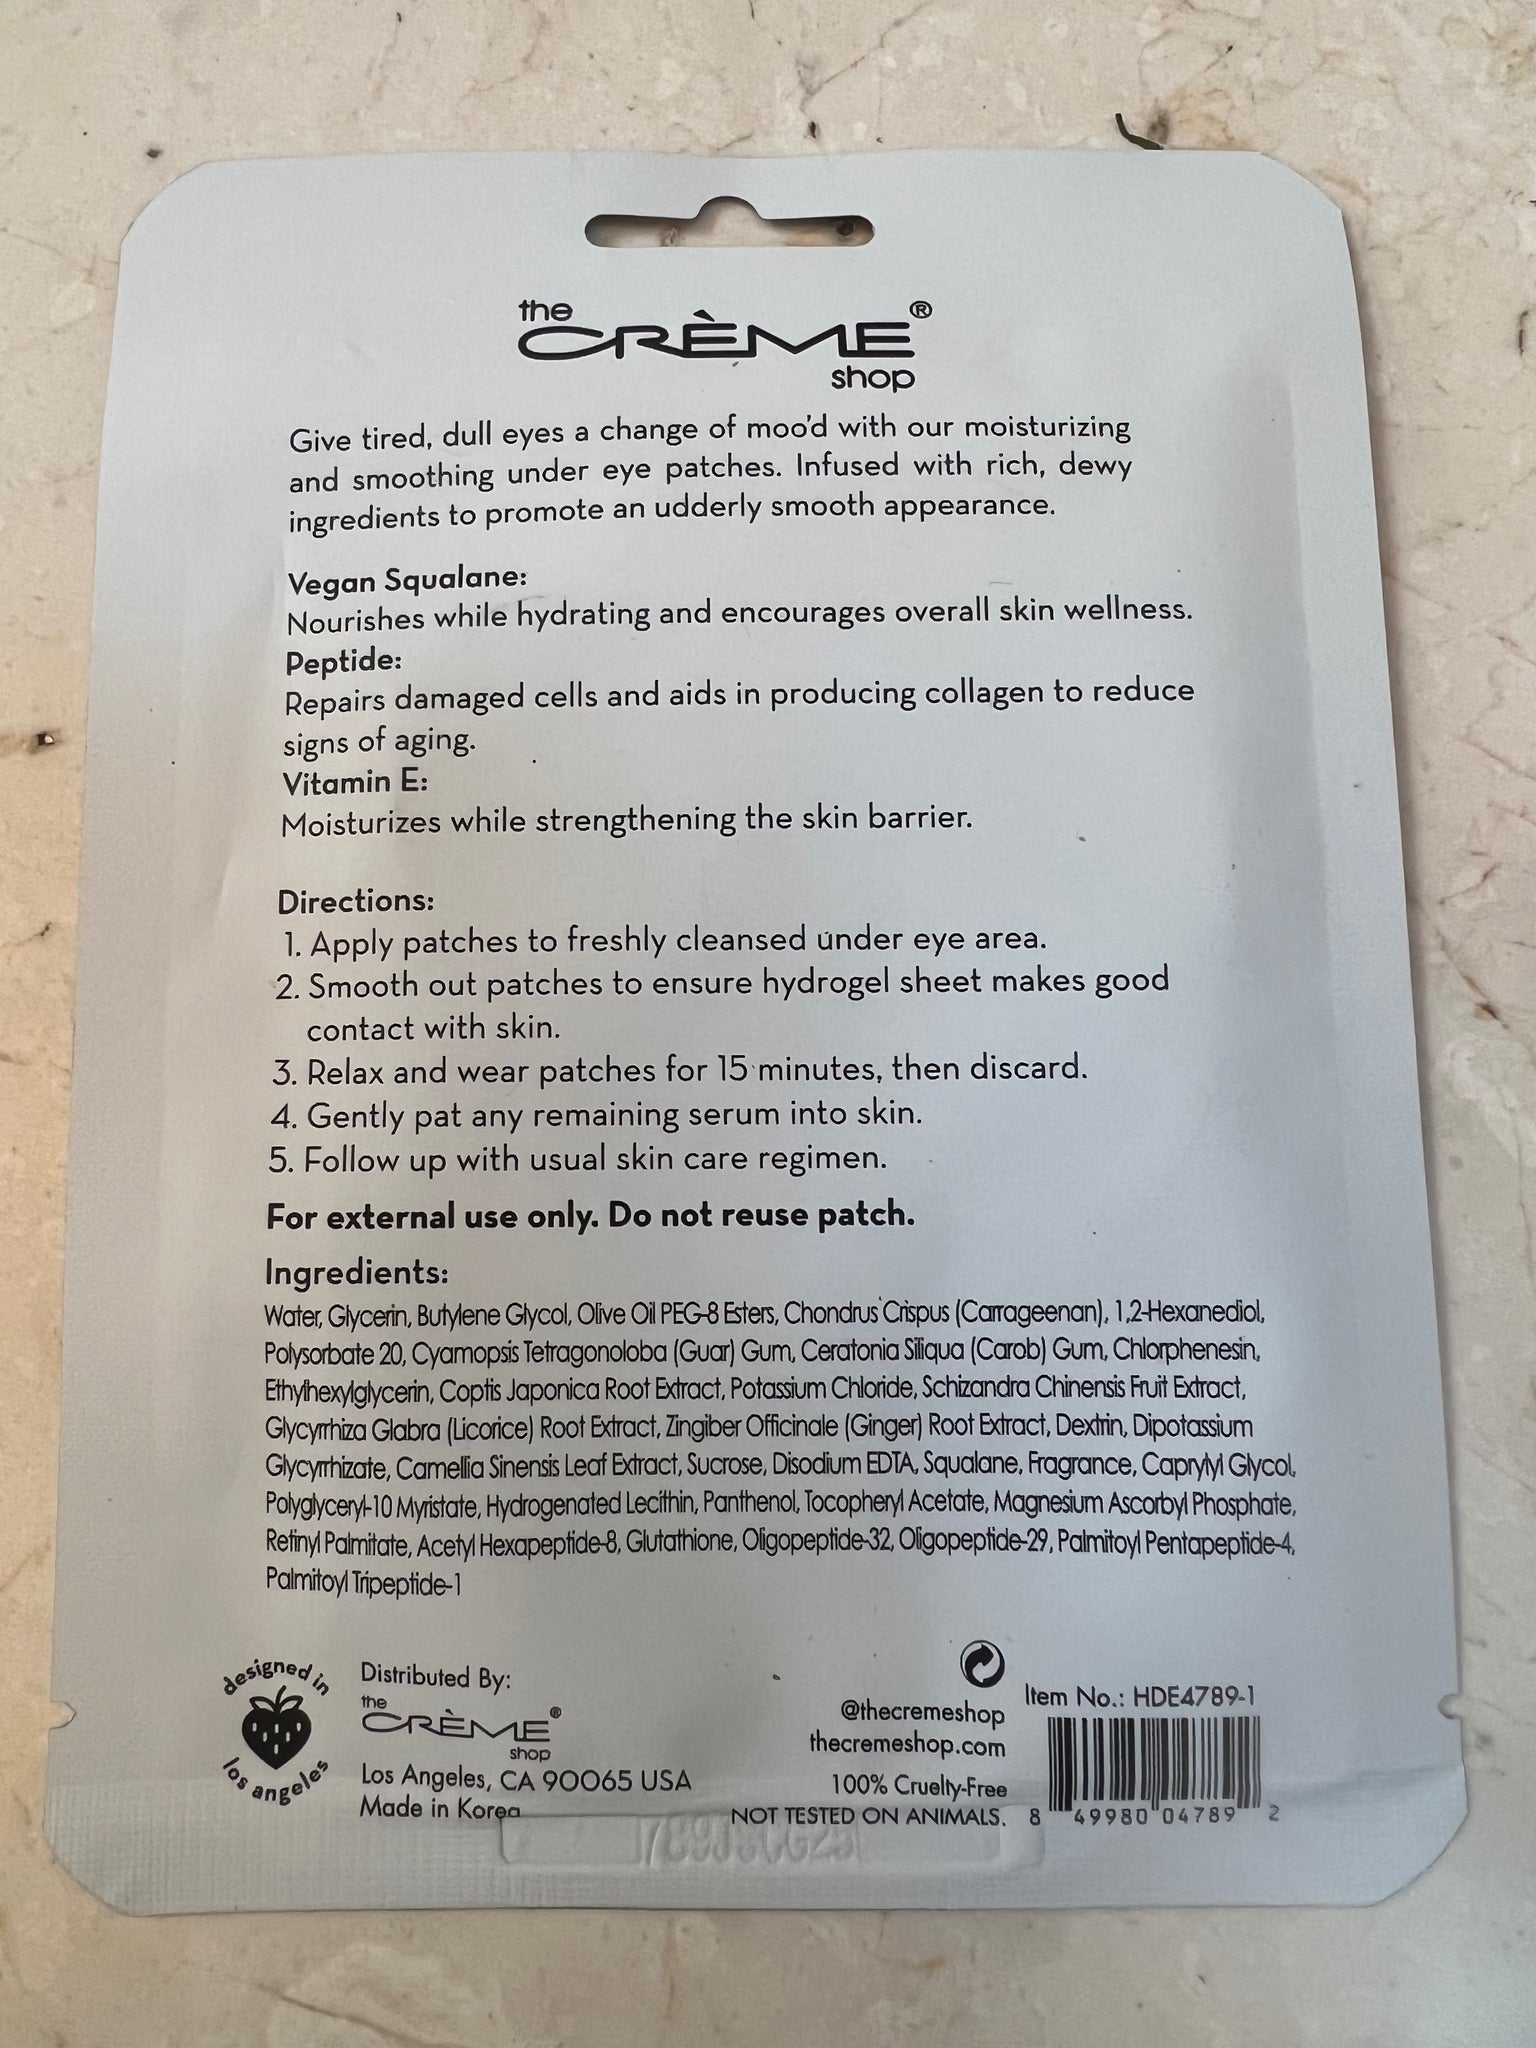 the
CRÈME®
shop
Give tired, dull eyes a change of moo'd with our moisturizing
and smoothing under eye patches. Infused with rich, dewy
ingredients to promote an udderly smooth appearance.
Vegan Squalane:
Nourishes while hydrating and encourages overall skin wellness.
Peptide:
Repairs damaged cells and aids in producing collagen to reduce
signs of aging.
Vitamin E:
Moisturizes while strengthening the skin barrier.
Directions:
1. Apply patches to freshly cleansed under eye area.
2. Smooth out patches to ensure hydrogel sheet makes good
contact with skin.
3. Relax and wear patches for 15 minutes, then discard.
4. Gently pat any remaining serum into skin.
5. Follow up with usual skin care regimen.
For external use only. Do not reuse patch.
Ingredients:
Water, Glycerin, Butylene Glycol, Olive Oil PEG-8 Esters, Chondrus Crispus (Carrageenan), 1,2-Hexanediol,
Polysorbate 20, Cyamopsis Tetragonoloba (Guar) Gum, Ceratonia Siliqua (Carob) Gum, Chlorphenesin,
Ethylhexylglycerin, Coptis Japonica Root Extract, Potassium Chloride, Schizandra Chinensis Fruit Extract,
Glycyrrhiza Glabra (Licorice) Root Extract, Zingiber Officinale (Ginger) Root Extract, Dextrin, Dipotassium
Glycyrrhizate, Camellia Sinensis Leaf Extract, Sucrose, Disodium EDTA, Squalane, Fragrance, Caprylyl Glycol,
Polyglyceryl-10 Myristate, Hydrogenated Lecithin, Panthenol, Tocopheryl Acetate, Magnesium Ascorbyl Phosphate,
Retinyl Palmitate, Acetyl Hexapeptide-8, Glutathione, Oligopeptide-32, Oligopeptide-29, Palmitoyl Pentapeptide-4,
Palmitoyl Tripeptide-1
designed in
los angeles
Distributed By:
the
CRÈME®
shop
Los Angeles, CA 90065 USA
Made in Korea
@thecremeshop
thecremeshop.com
100% Cruelty-Free
NOT TESTED ON ANIMALS.
Item No.: HDE4789-1
8 49980 04789 2